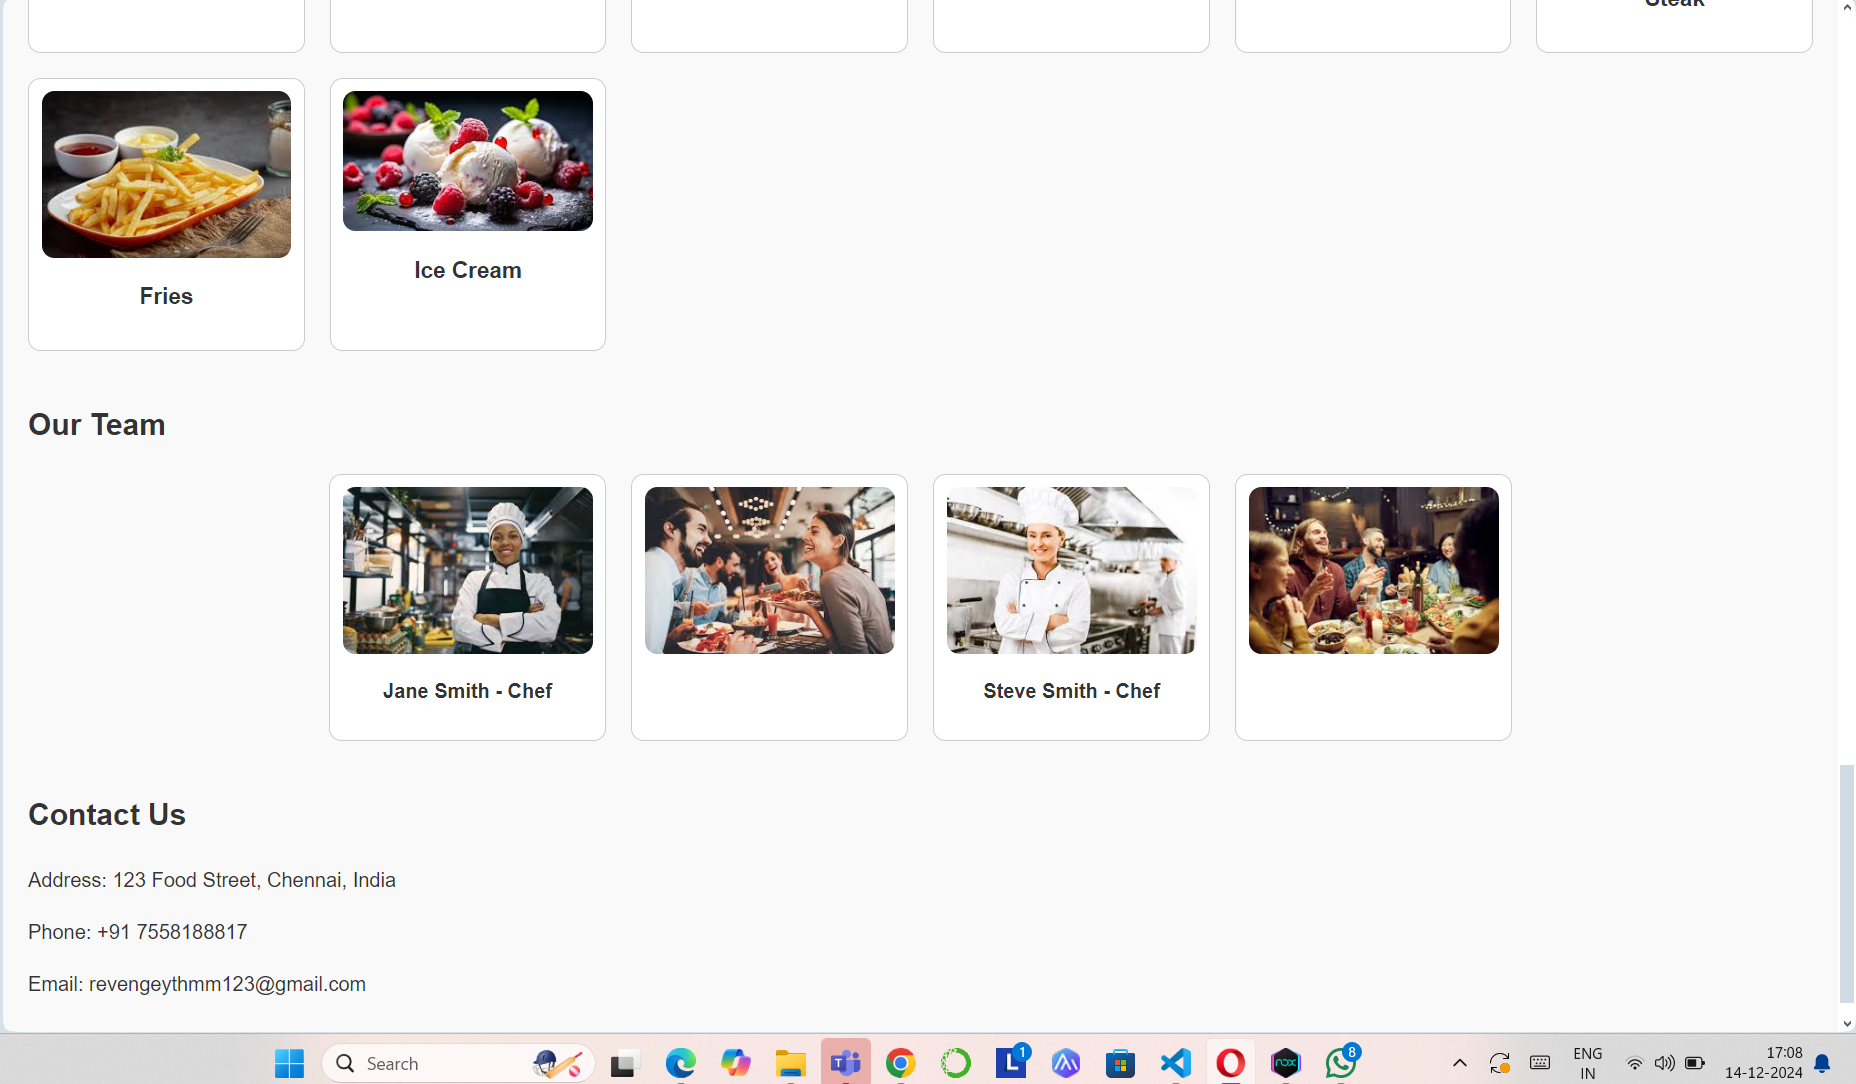 Steak
Fries
Ice Cream
Our Team
Jane Smith - Chef
Steve Smith - Chef
Contact Us
Address: 123 Food Street, Chennai, India
Phone: +91 7558188817
Email: revengeythmm123@gmail.com
Search
T
L
1
nox
8
ENG
IN
17:08
14-12-2024